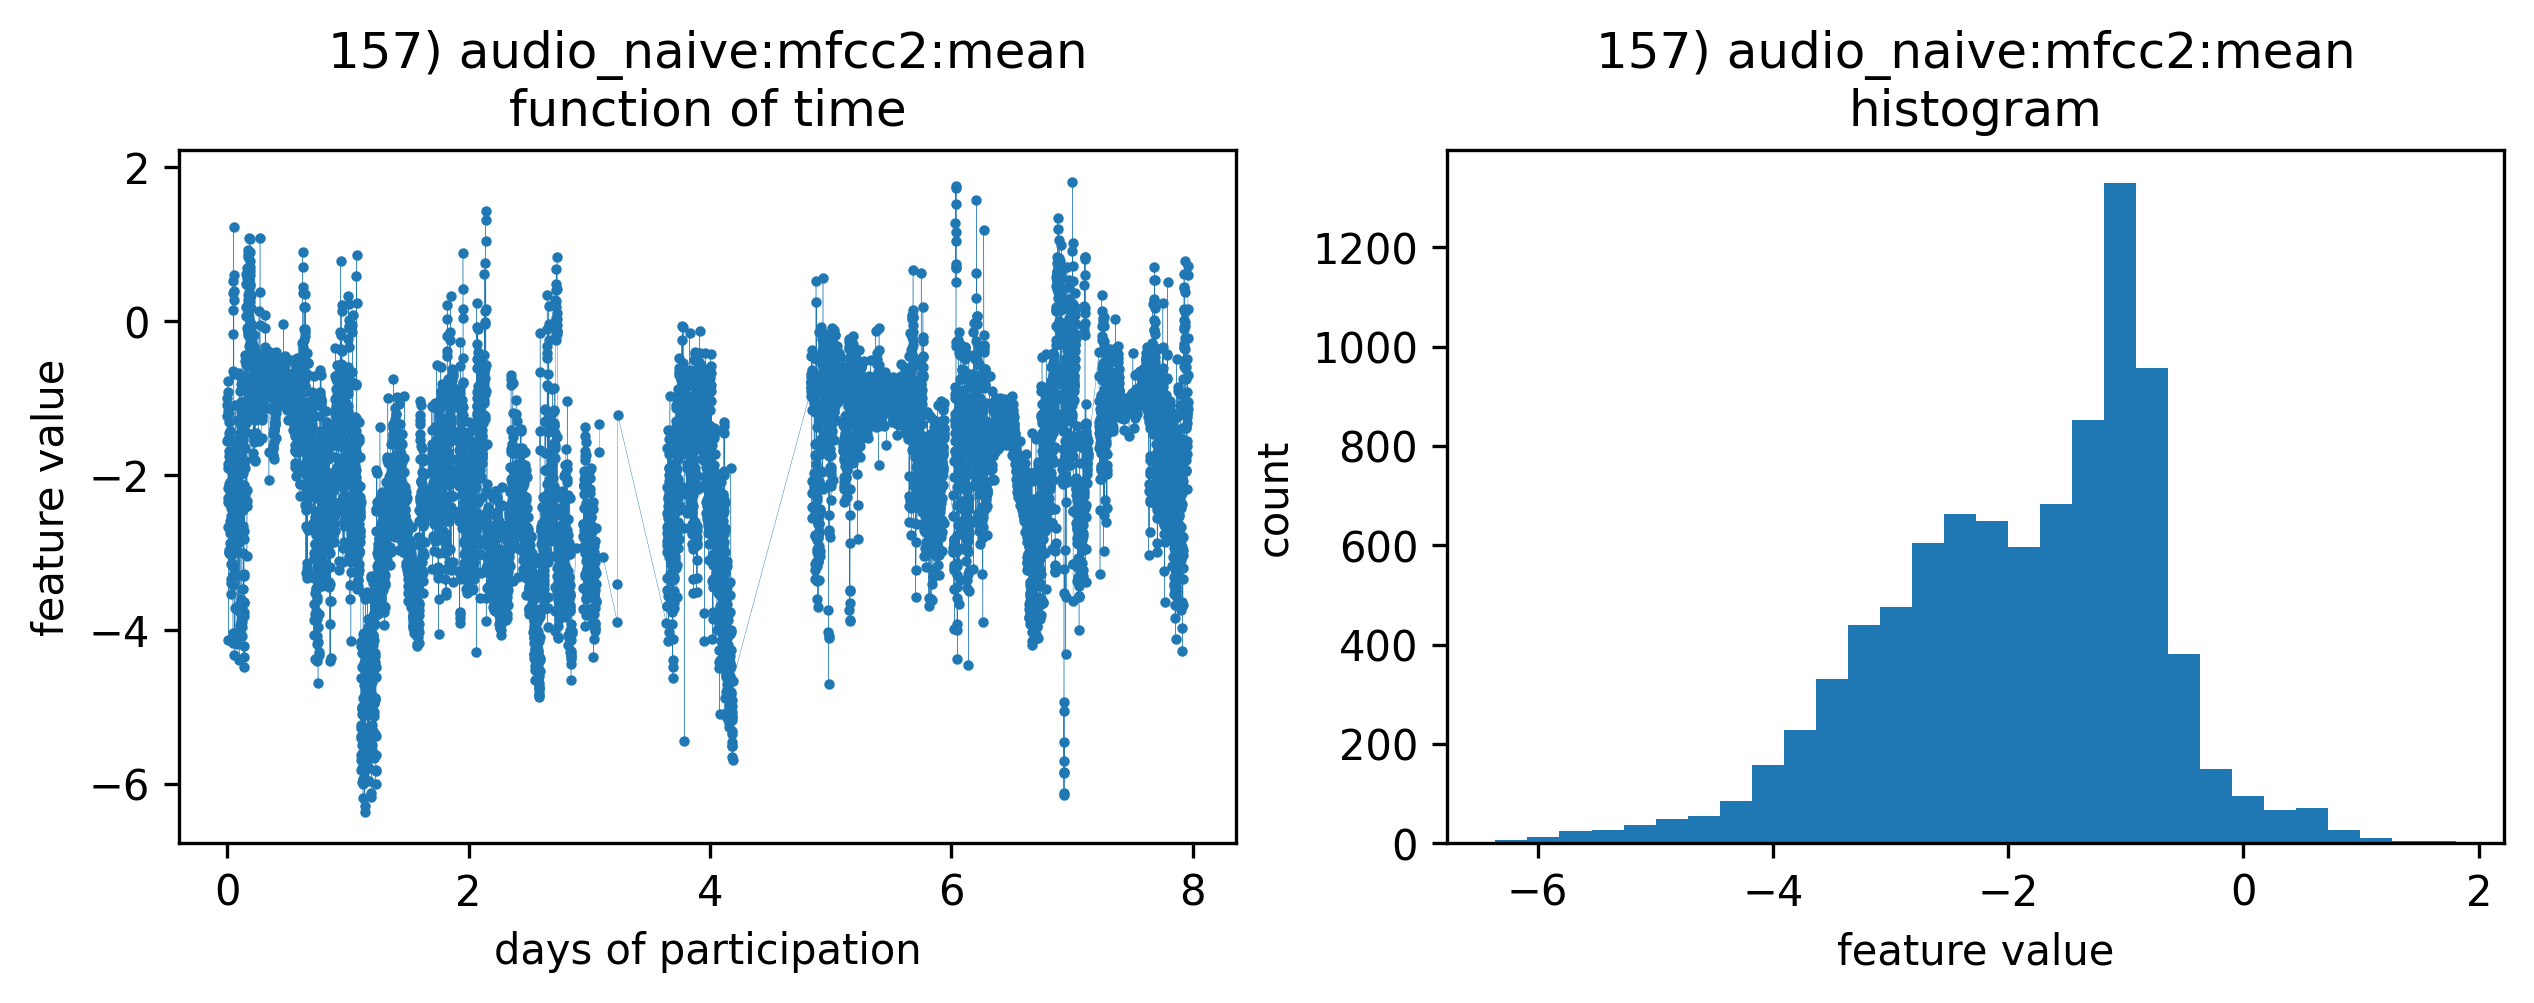 157) audio_naive:mfcc2:mean
function of time
2
0
−2
−4
−6
feature value
0 2 4 6 8
days of participation
157) audio_naive:mfcc2:mean
histogram
1200
1000
800
600
400
200
0
count
−6 −4 −2 0 2
feature value